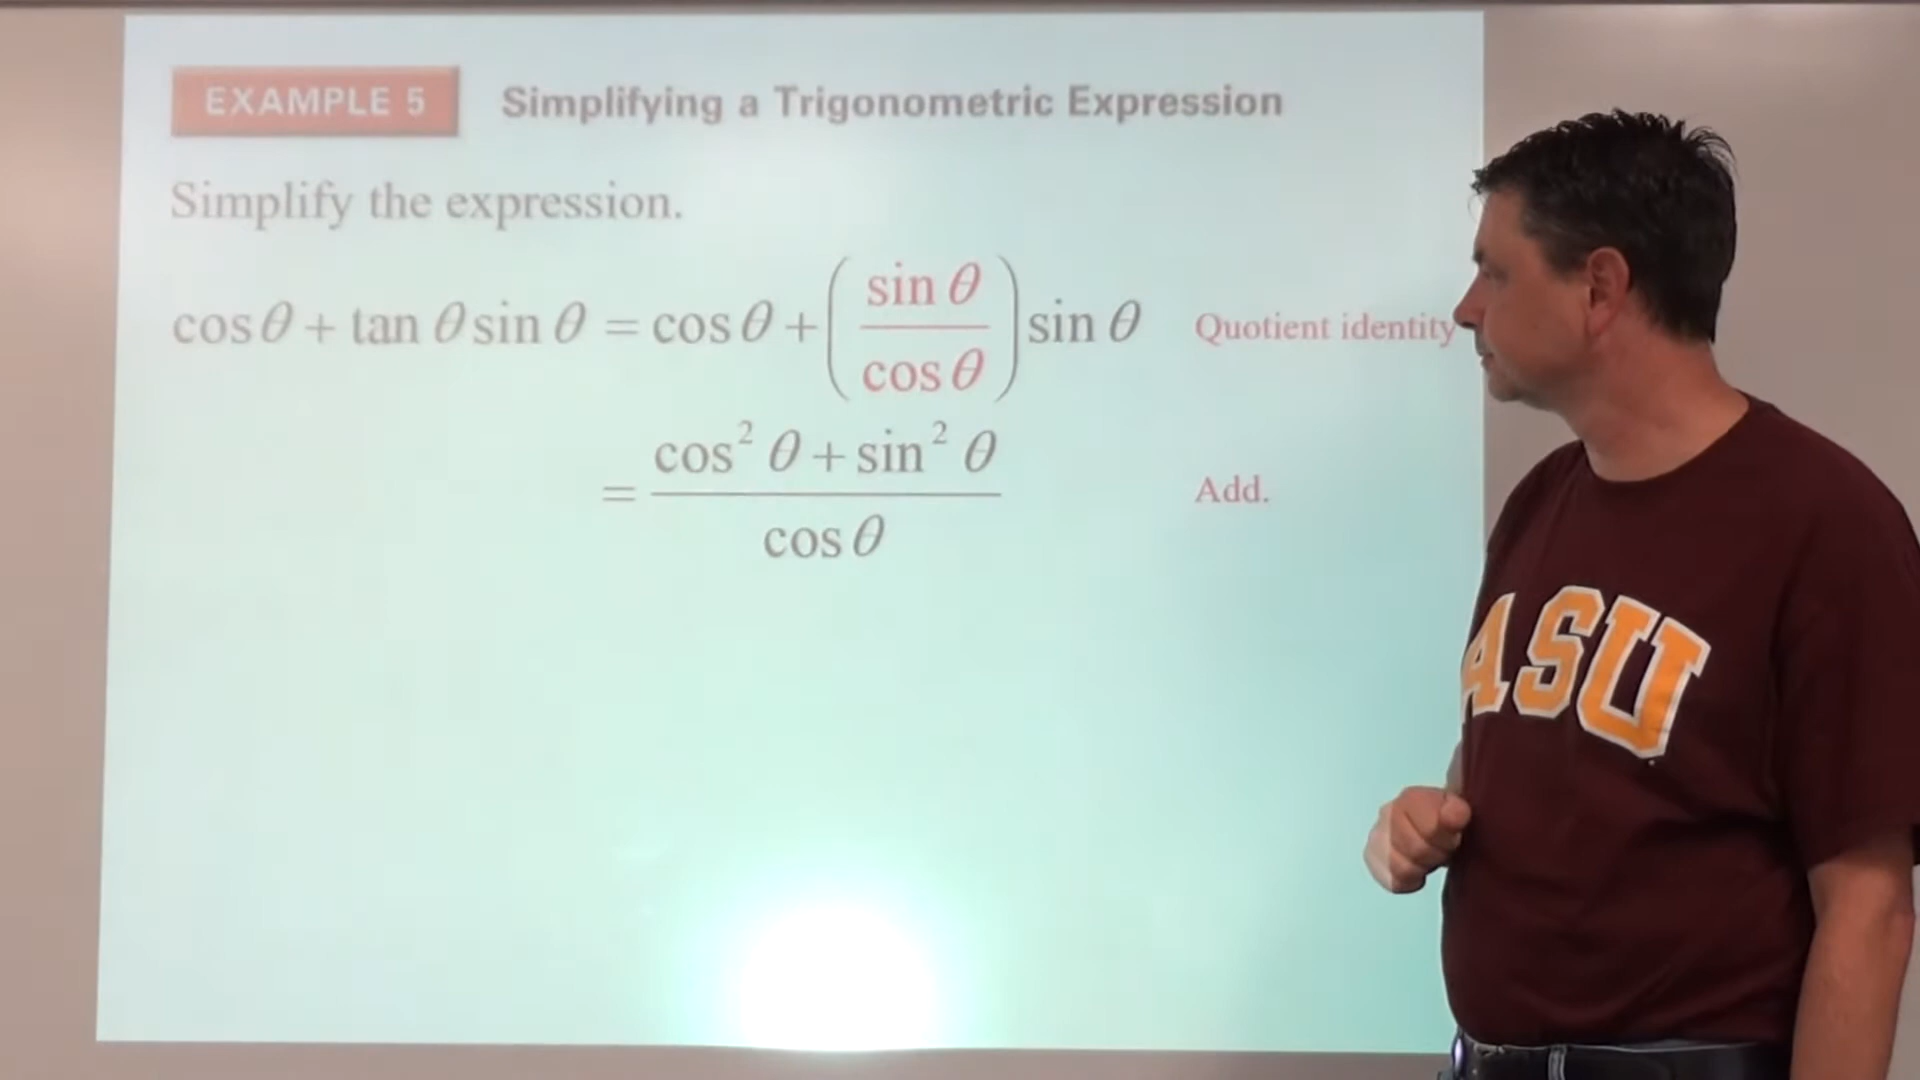 EXAMPLE 5 Simplifying a Trigonometric Expression
Simplify the expression.
cos θ + tan θ sin θ = cos θ + ( sin θ / cos θ ) sin θ Quotient identity
= cos² θ + sin² θ / cos θ Add.
ASU